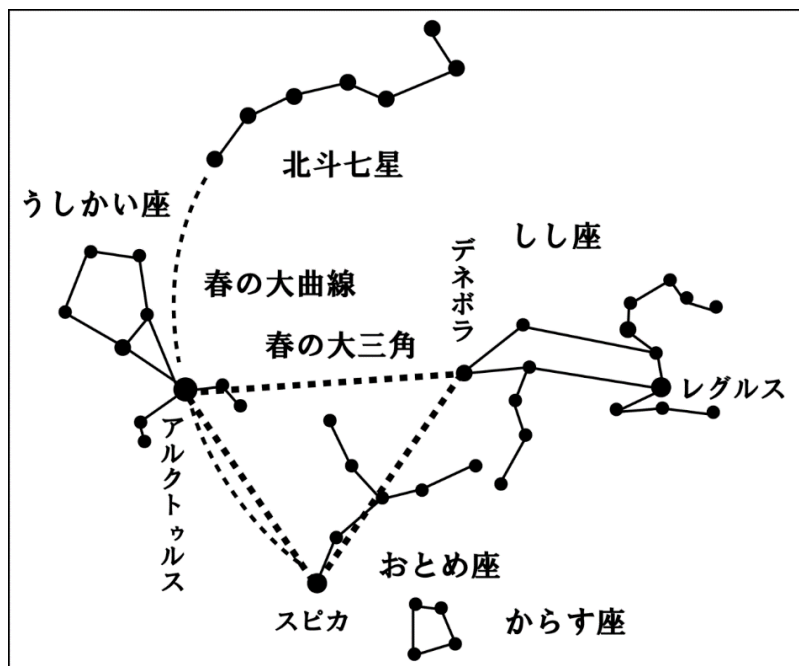 北斗七星
うしかい座
しし座
デネボラ
春の大曲線
春の大三角
レグルス
アルクトゥルス
おとめ座
スピカ
からす座